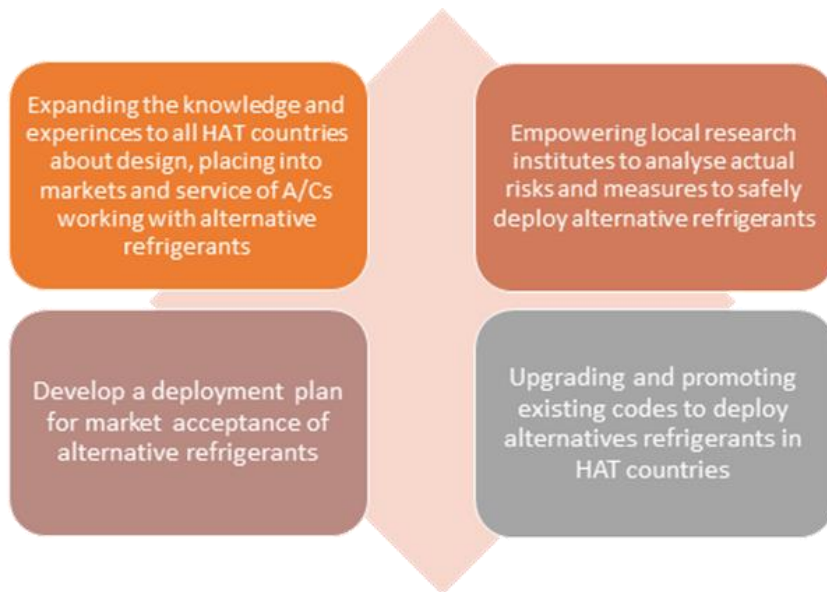 Expanding the knowledge and
experinces to all HAT countries
about design, placing into
markets and service of A/Cs
working with alternative
refrigerants
Empowering local research
institutes to analyse actual
risks and measures to safely
deploy alternative refrigerants
Develop a deployment plan
for market acceptance of
alternative refrigerants
Upgrading and promoting
existing codes to deploy
alternatives refrigerants in
HAT countries